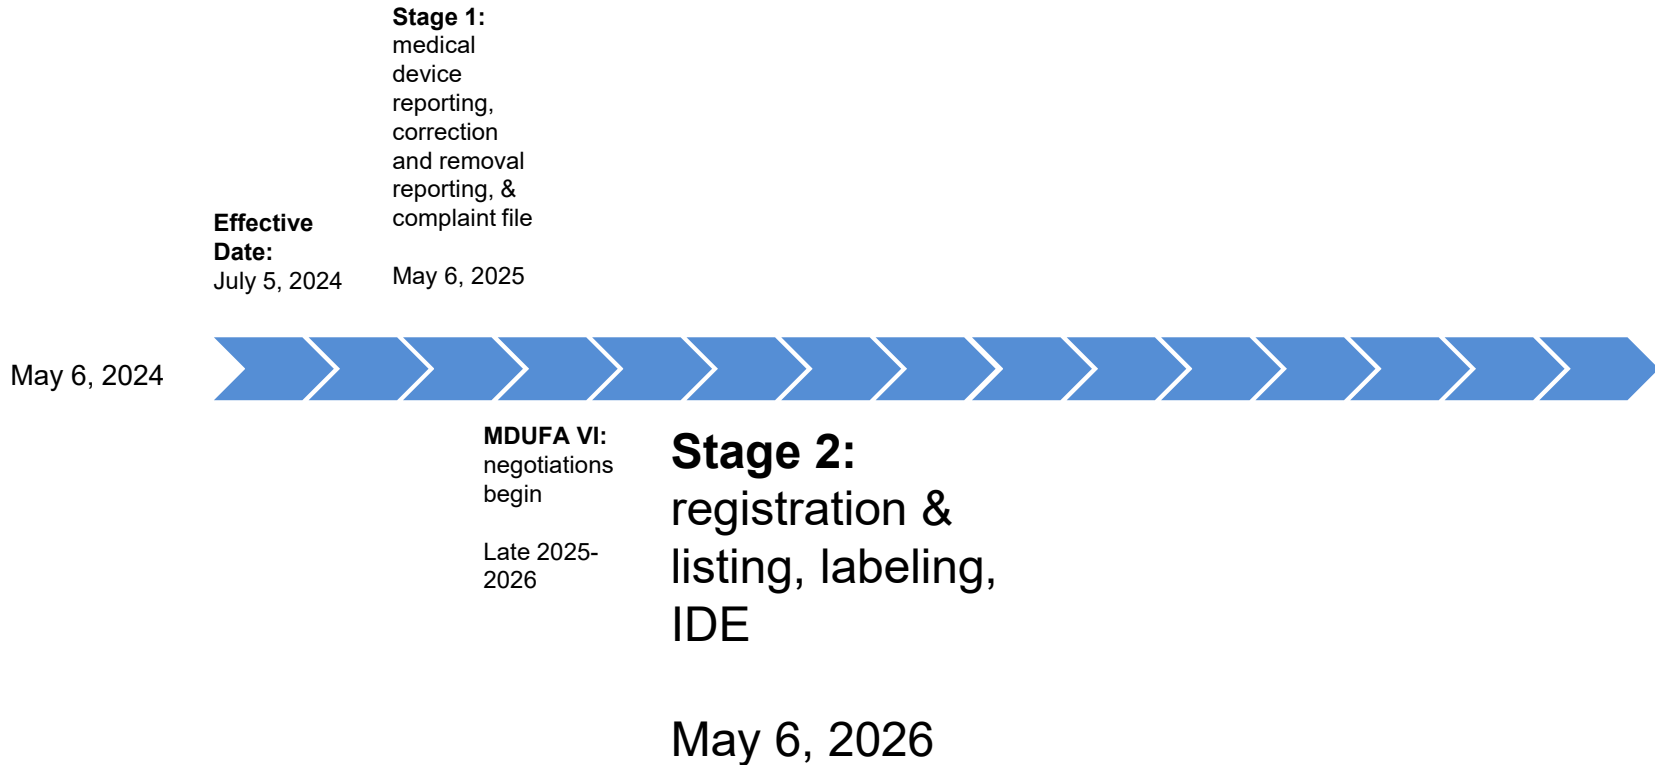 Stage 1:
medical
device
reporting,
correction
and removal
reporting, &
complaint file
May 6, 2025
Effective
Date:
July 5, 2024
May 6, 2024
MDUFA VI:
negotiations
begin
Late 2025-
2026
Stage 2:
registration &
listing, labeling,
IDE
May 6, 2026